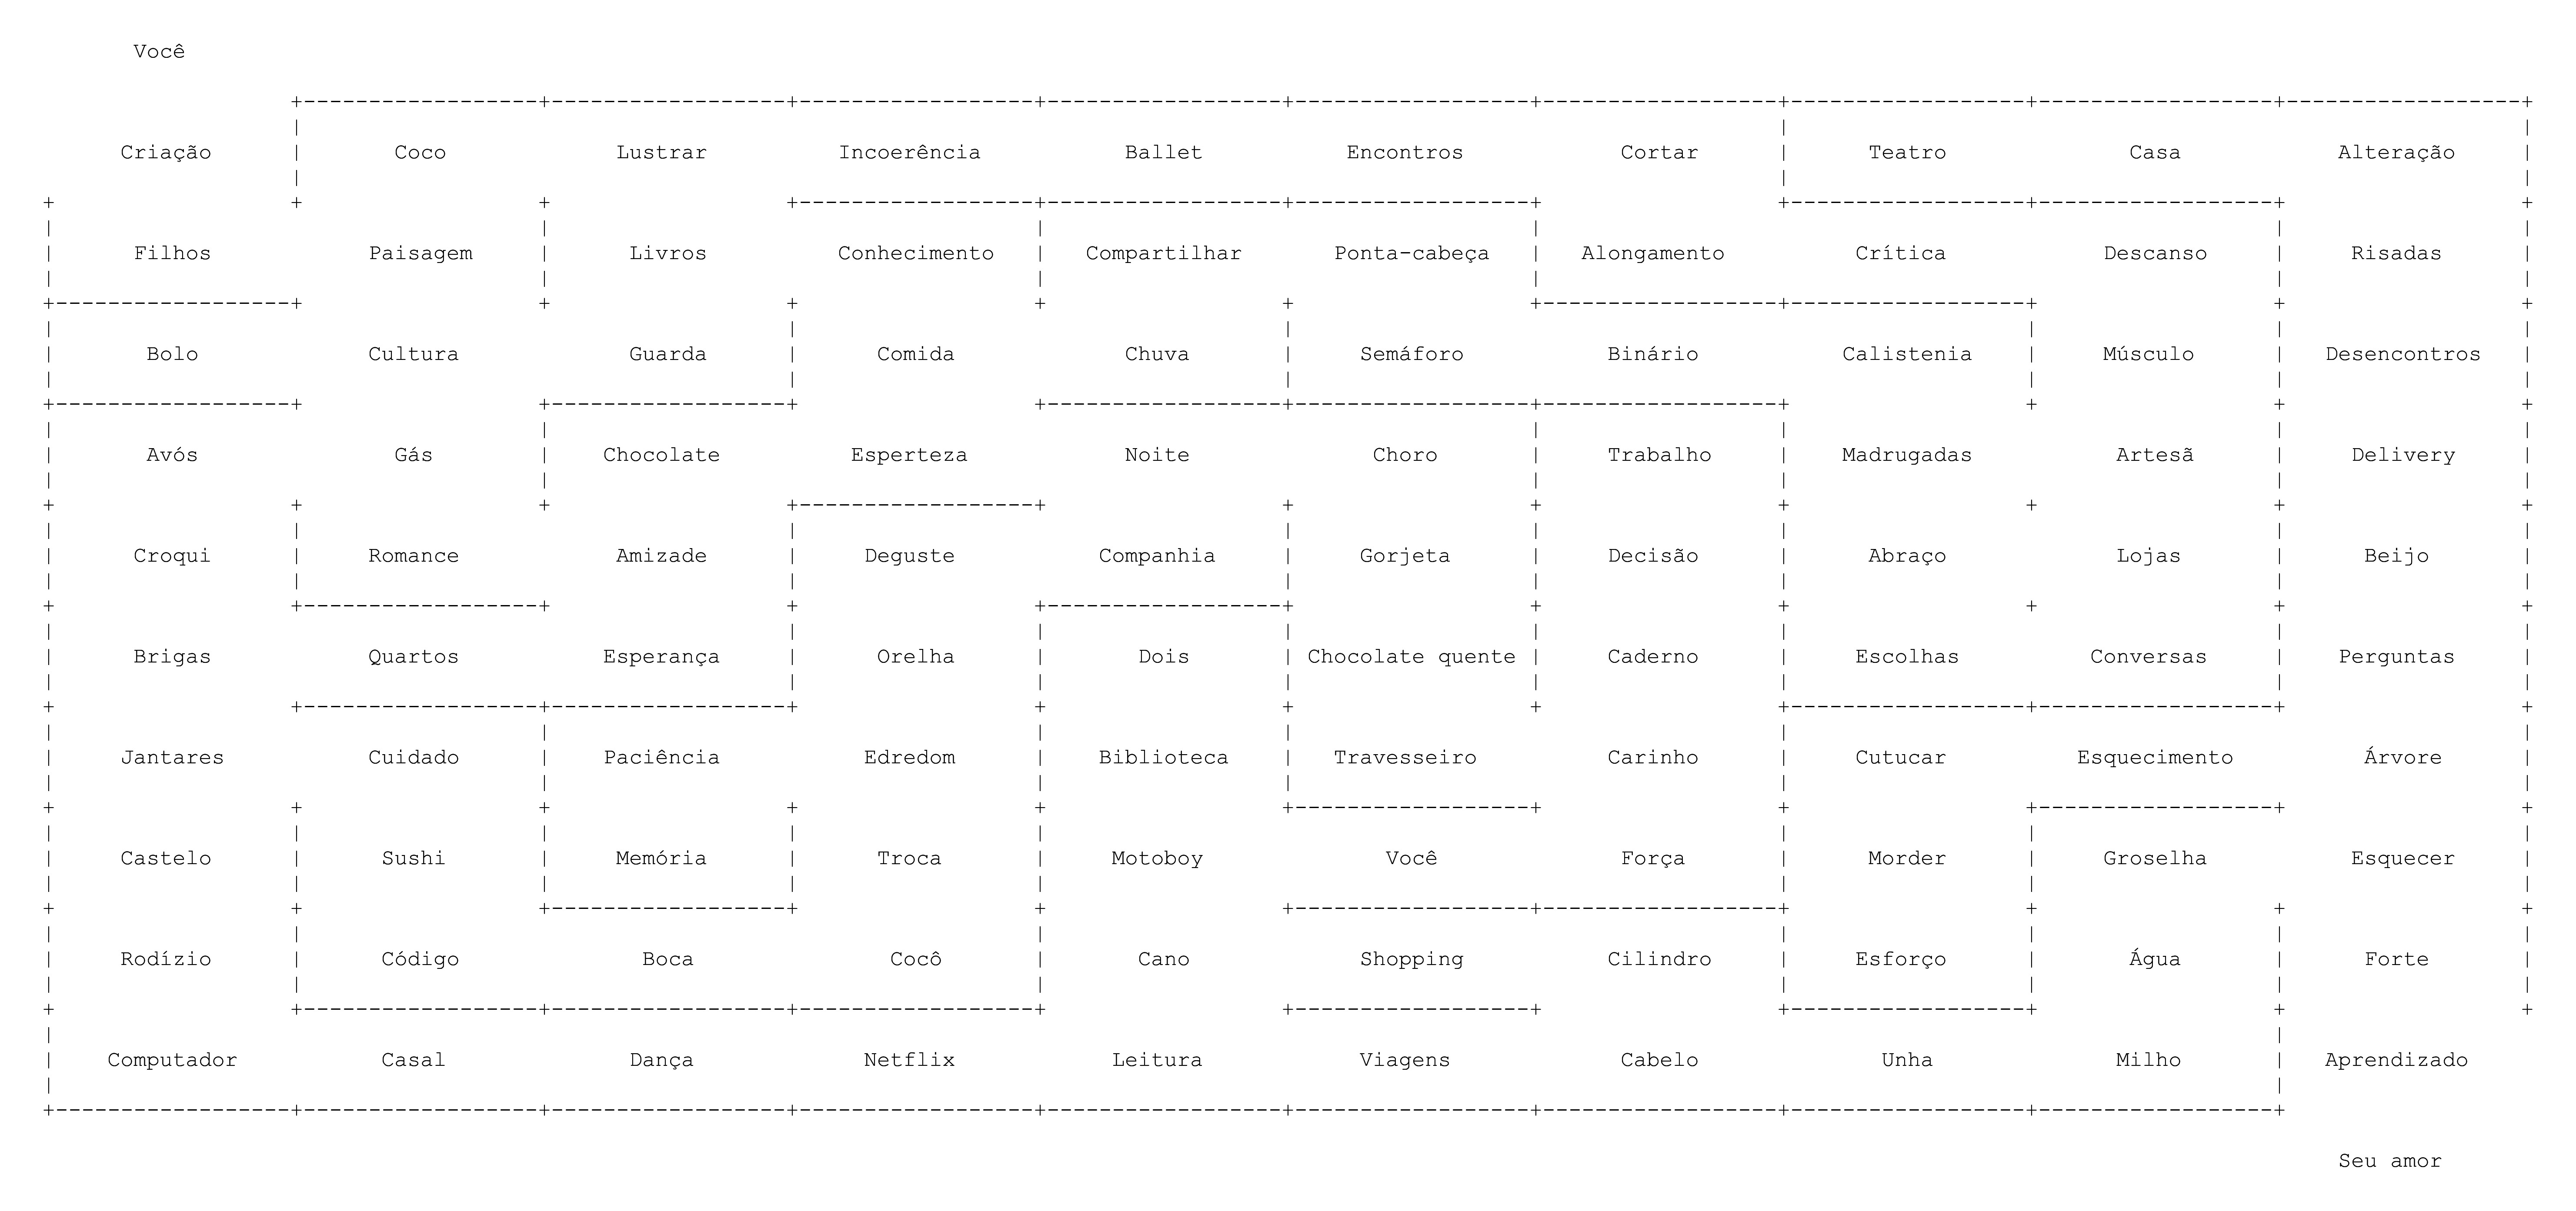 Você
Criação Coco Lustrar Incoerência Ballet Encontros Cortar Teatro Casa Alteração
Filhos Paisagem Livros Conhecimento Compartilhar Ponta-cabeça Alongamento Crítica Descanso Risadas
Bolo Cultura Guarda Comida Chuva Semáforo Binário Calistenia Músculo Desencontros
Avós Gás Chocolate Esperteza Noite Choro Trabalho Madrugadas Artesã Delivery
Croqui Romance Amizade Deguste Companhia Gorjeta Decisão Abraço Lojas Beijo
Brigas Quartos Esperança Orelha Dois Chocolate quente Caderno Escolhas Conversas Perguntas
Jantares Cuidado Paciência Edredom Biblioteca Travesseiro Carinho Cutucar Esquecimento Árvore
Castelo Sushi Memória Troca Motoboy Você Força Morder Groselha Esquecer
Rodízio Código Boca Cocô Cano Shopping Cilindro Esforço Água Forte
Computador Casal Dança Netflix Leitura Viagens Cabelo Unha Milho Aprendizado
Seu amor